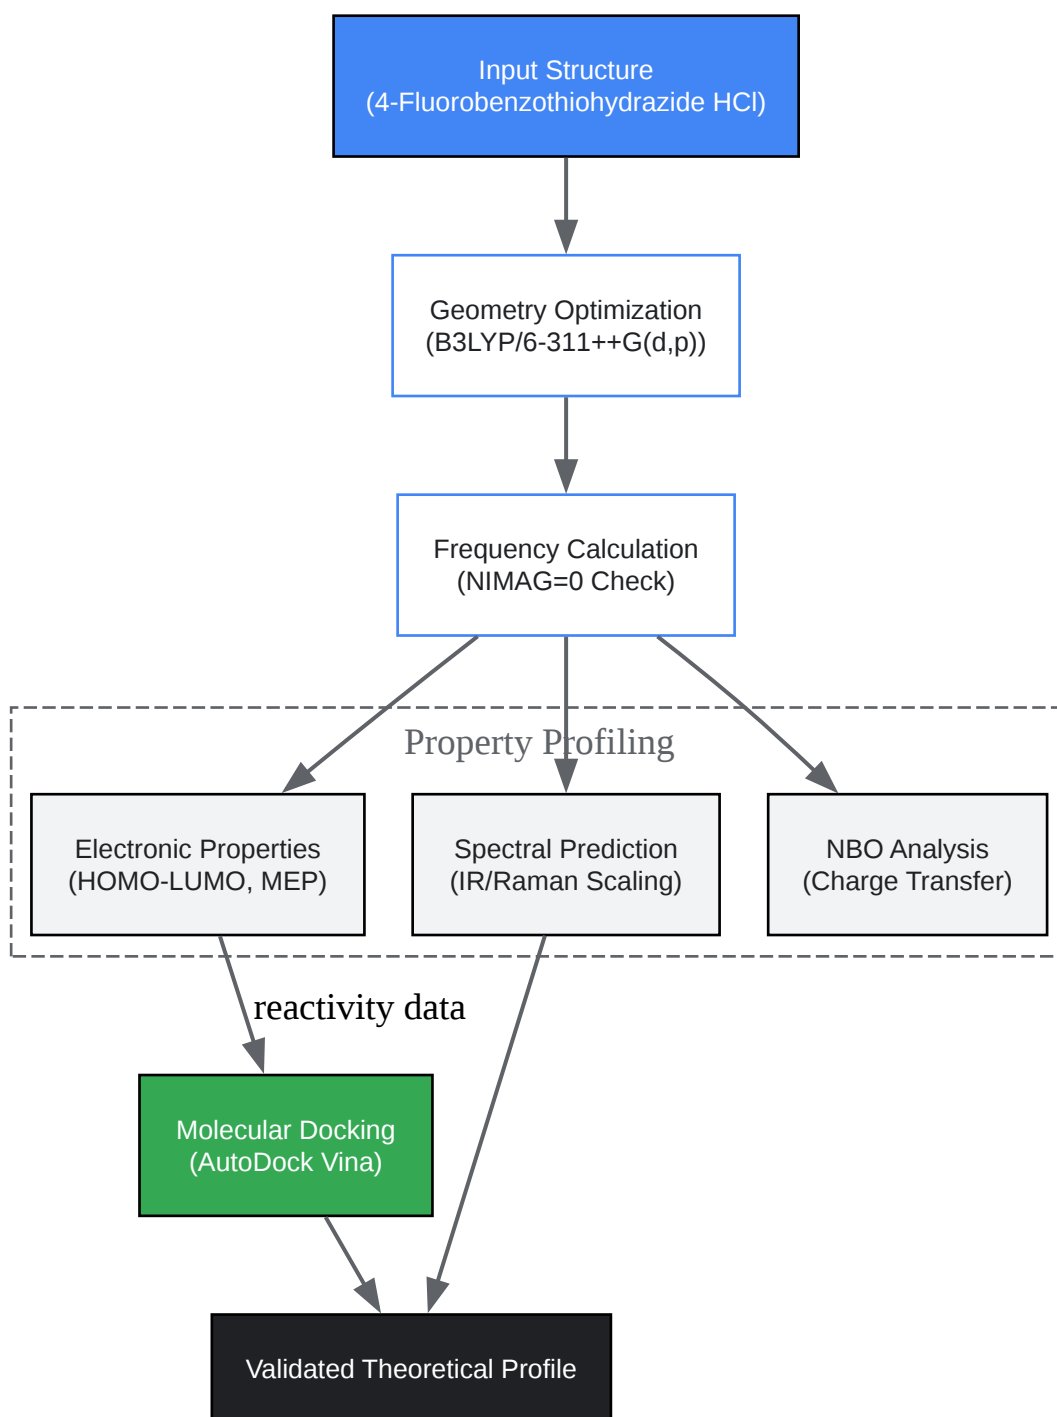 Input Structure
(4-Fluorobenzothiohydrazide HCl)
Geometry Optimization
(B3LYP/6-311++G(d,p))
Frequency Calculation
(NIMAG=0 Check)
Property Profiling
Electronic Properties
(HOMO-LUMO, MEP)
Spectral Prediction
(IR/Raman Scaling)
NBO Analysis
(Charge Transfer)
reactivity data
Molecular Docking
(AutoDock Vina)
Validated Theoretical Profile